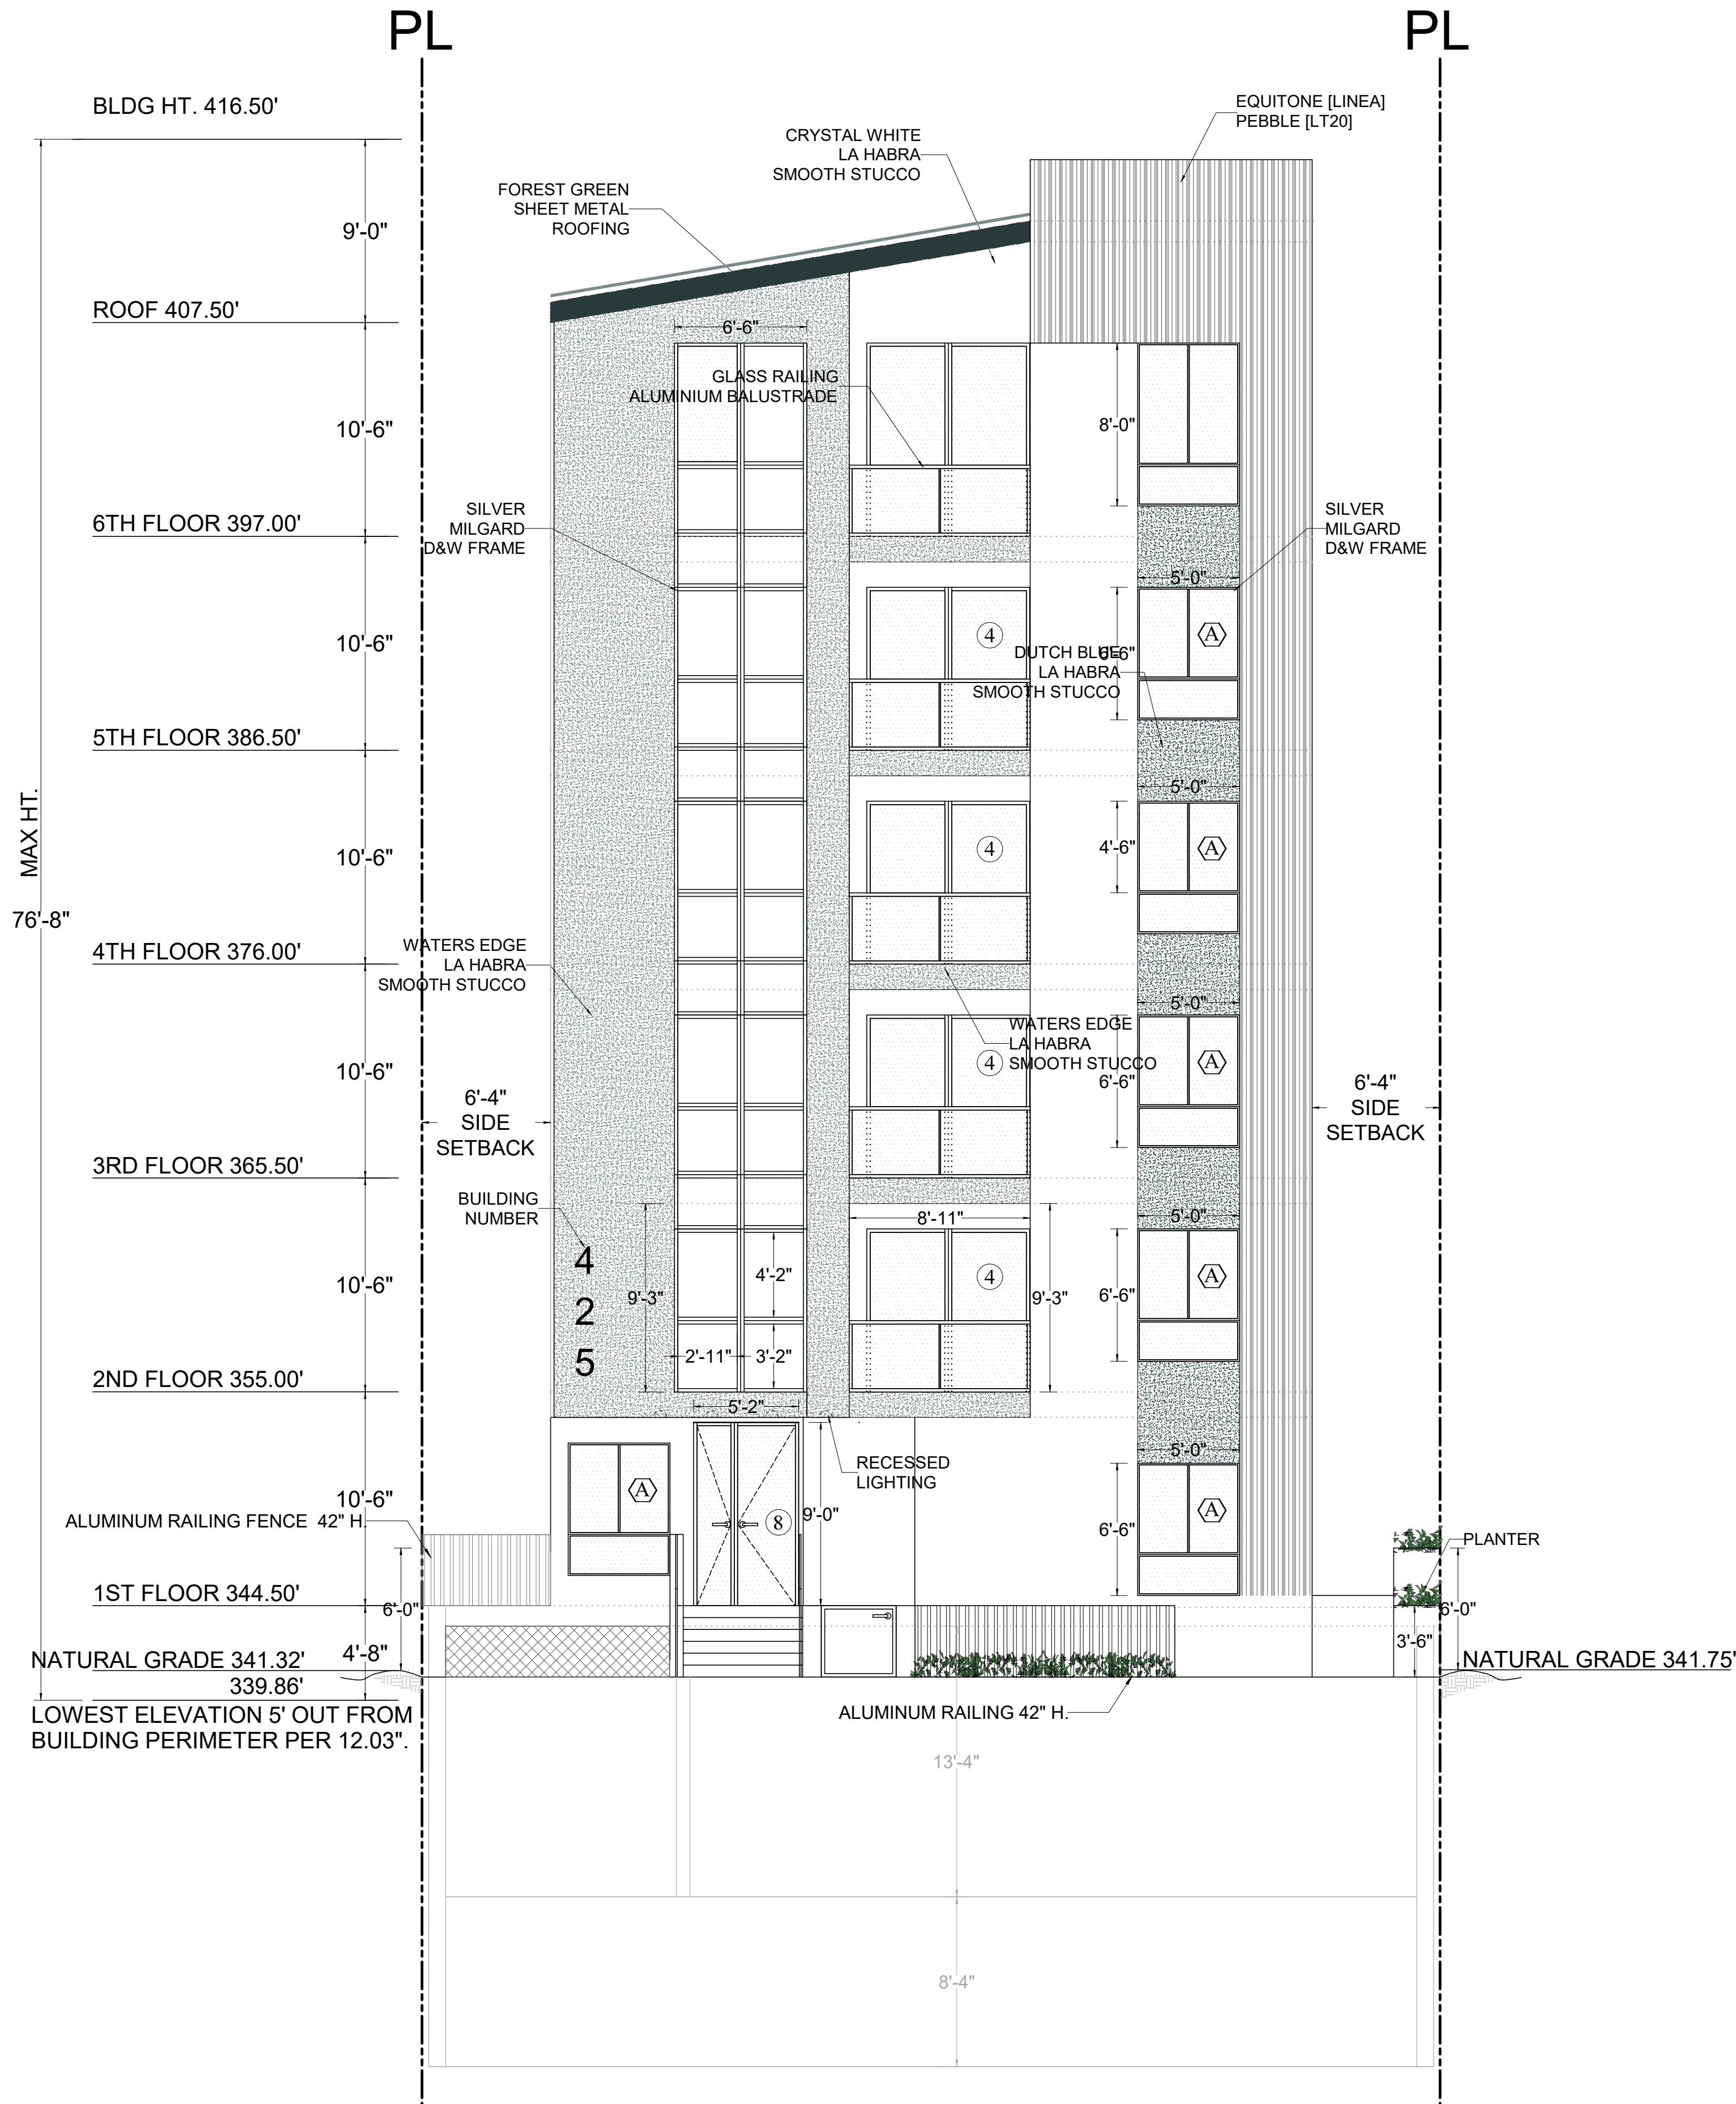 PL
PL
BLDG HT. 416.50'
EQUITONE [LINEA]
PEBBLE [LT20]
CRYSTAL WHITE
LA HABRA
SMOOTH STUCCO
FOREST GREEN
SHEET METAL
ROOFING
9'-0"
ROOF 407.50'
6'-6"
GLASS RAILING
ALUMINIUM BALUSTRADE
10'-6"
8'-0"
SILVER
MILGARD
D&W FRAME
SILVER
MILGARD
D&W FRAME
6TH FLOOR 397.00'
5'-0"
10'-6"
4
A
DUTCH BLUE
LA HABRA
SMOOTH STUCCO
6'-6"
5TH FLOOR 386.50'
5'-0"
MAX HT.
76'-8"
10'-6"
4
4'-6"
A
4TH FLOOR 376.00'
WATERS EDGE
LA HABRA
SMOOTH STUCCO
5'-0"
WATERS EDGE
LA HABRA
SMOOTH STUCCO
10'-6"
4
6'-6"
A
6'-4"
SIDE
SETBACK
6'-4"
SIDE
SETBACK
3RD FLOOR 365.50'
BUILDING
NUMBER
8'-11"
5'-0"
4
2
5
10'-6"
9'-3"
4'-2"
4
9'-3"
6'-6"
A
2'-11"
3'-2"
2ND FLOOR 355.00'
5'-2"
5'-0"
RECESSED
LIGHTING
10'-6"
A
8
9'-0"
6'-6"
A
ALUMINUM RAILING FENCE 42" H.
PLANTER
1ST FLOOR 344.50'
6'-0"
6'-0"
4'-8"
3'-6"
NATURAL GRADE 341.32'
NATURAL GRADE 341.75'
339.86'
LOWEST ELEVATION 5' OUT FROM
BUILDING PERIMETER PER 12.03".
ALUMINUM RAILING 42" H.
13'-4"
8'-4"